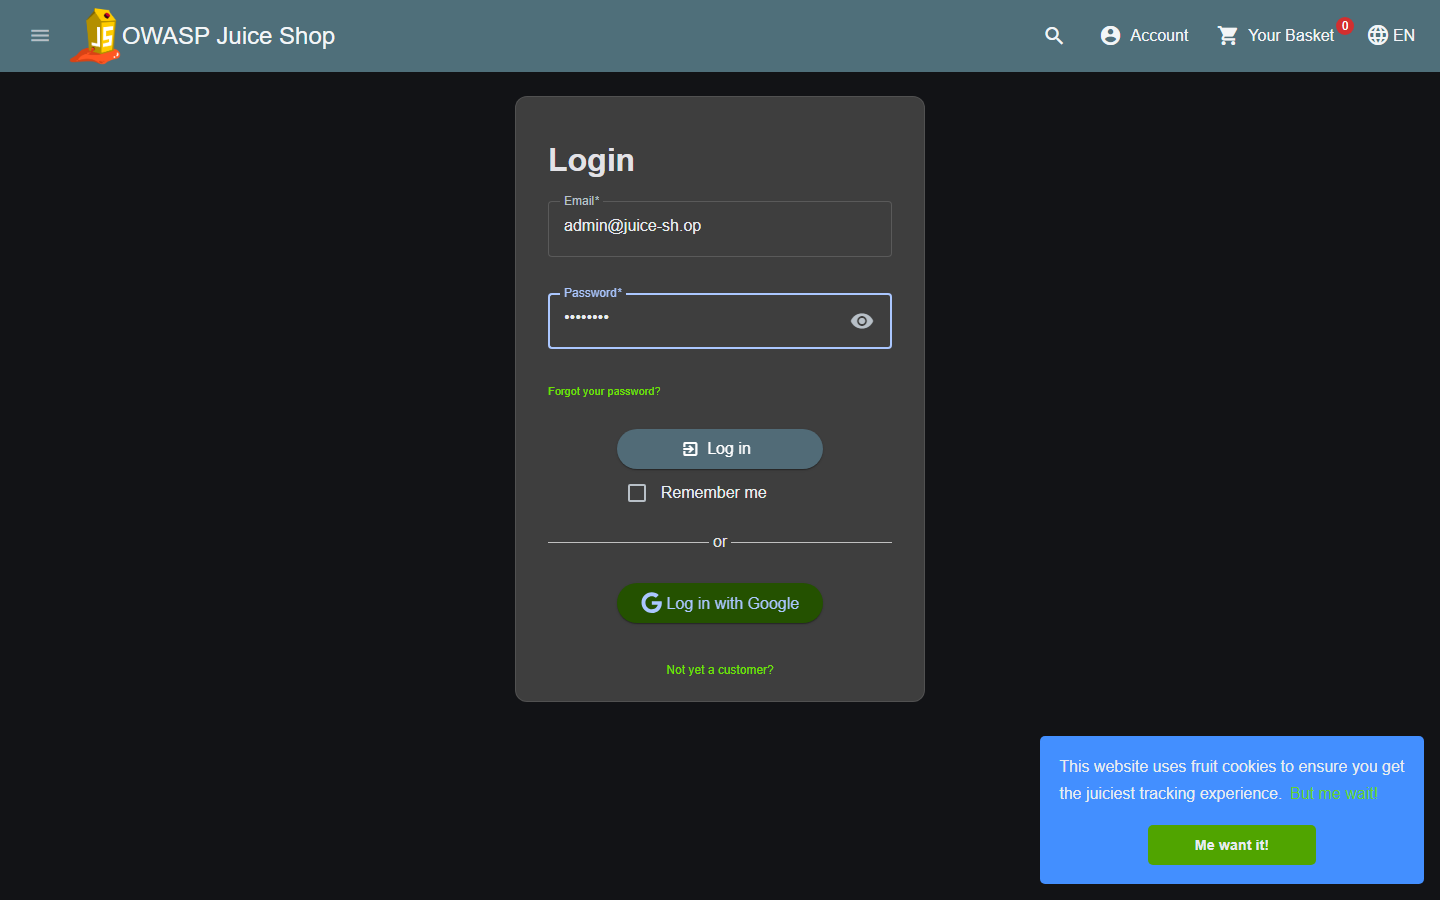 OWASP Juice Shop
Account
Your Basket 0
EN
Login
Email*
admin@juice-sh.op
Password*
••••••••
Forgot your password?
Log in
Remember me
or
Log in with Google
Not yet a customer?
This website uses fruit cookies to ensure you get
the juiciest tracking experience. But me wait!
Me want it!